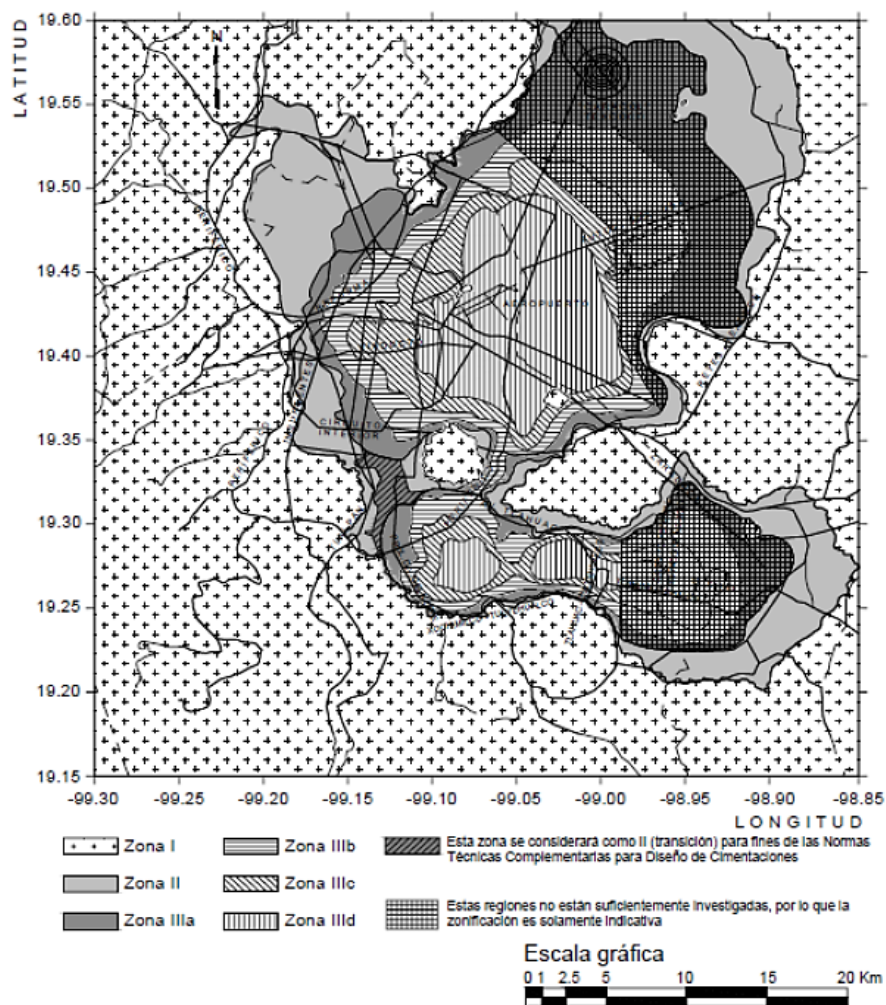 LATITUD
19.60
19.55
19.50
19.45
19.40
19.35
19.30
19.25
19.20
19.15
N
PERIFERICO
AEROPUERTO
INSURGENTES
CIRCUITO
INTERIOR
PERIFERICO
TLAHUAC
-99.30 -99.25 -99.20 -99.15 -99.10 -99.05 -99.00 -98.95 -98.90 -98.85
LONGITUD
Zona I
Zona II
Zona IIIa
Zona IIIb
Zona IIIc
Zona IIId
Esta zona se considerará como II (transición) para fines de las Normas
Técnicas Complementarias para Diseño de Cimentaciones
Estas regiones no están suficientemente investigadas, por lo que la
zonificación es solamente indicativa
Escala gráfica
0 1 2.5 5 10 15 20 Km